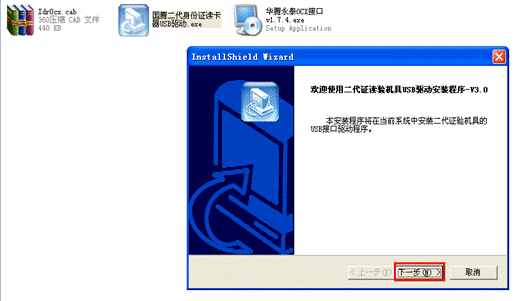 IdrOcx.cab
360压缩 CAB 文件
440 KB
国腾二代身份证读卡
器USB驱动.exe
华腾永泰OCX接口
v1.7.4.exe
Setup Application
InstallShield Wizard
欢迎使用二代证读验机具USB驱动安装程序-V3.0
本安装程序将在当前系统中安装二代证验机具的
USB接口驱动程序。
< 上一步(B) 下一步(N) > 取消